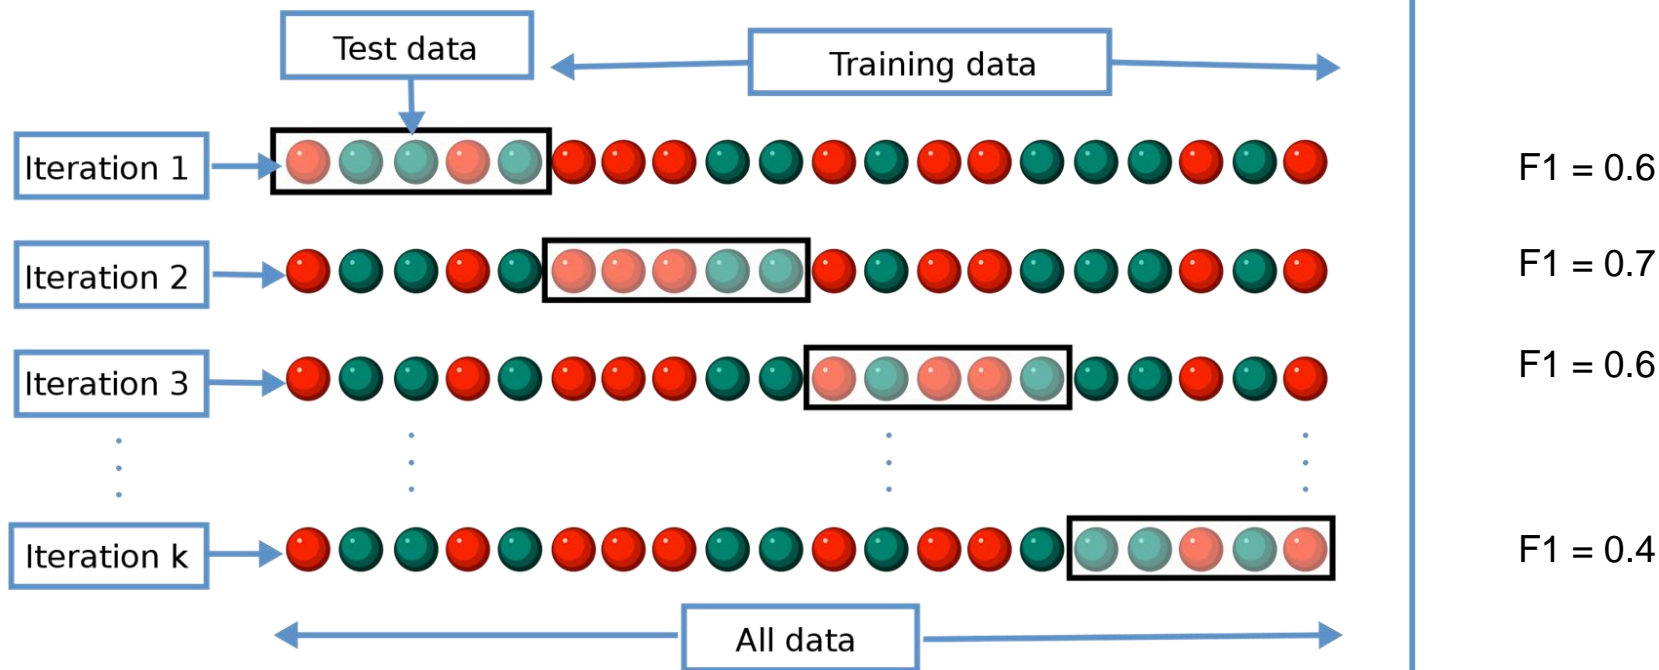 Test data
Training data
Iteration 1
F1 = 0.6
Iteration 2
F1 = 0.7
Iteration 3
F1 = 0.6
Iteration k
F1 = 0.4
All data